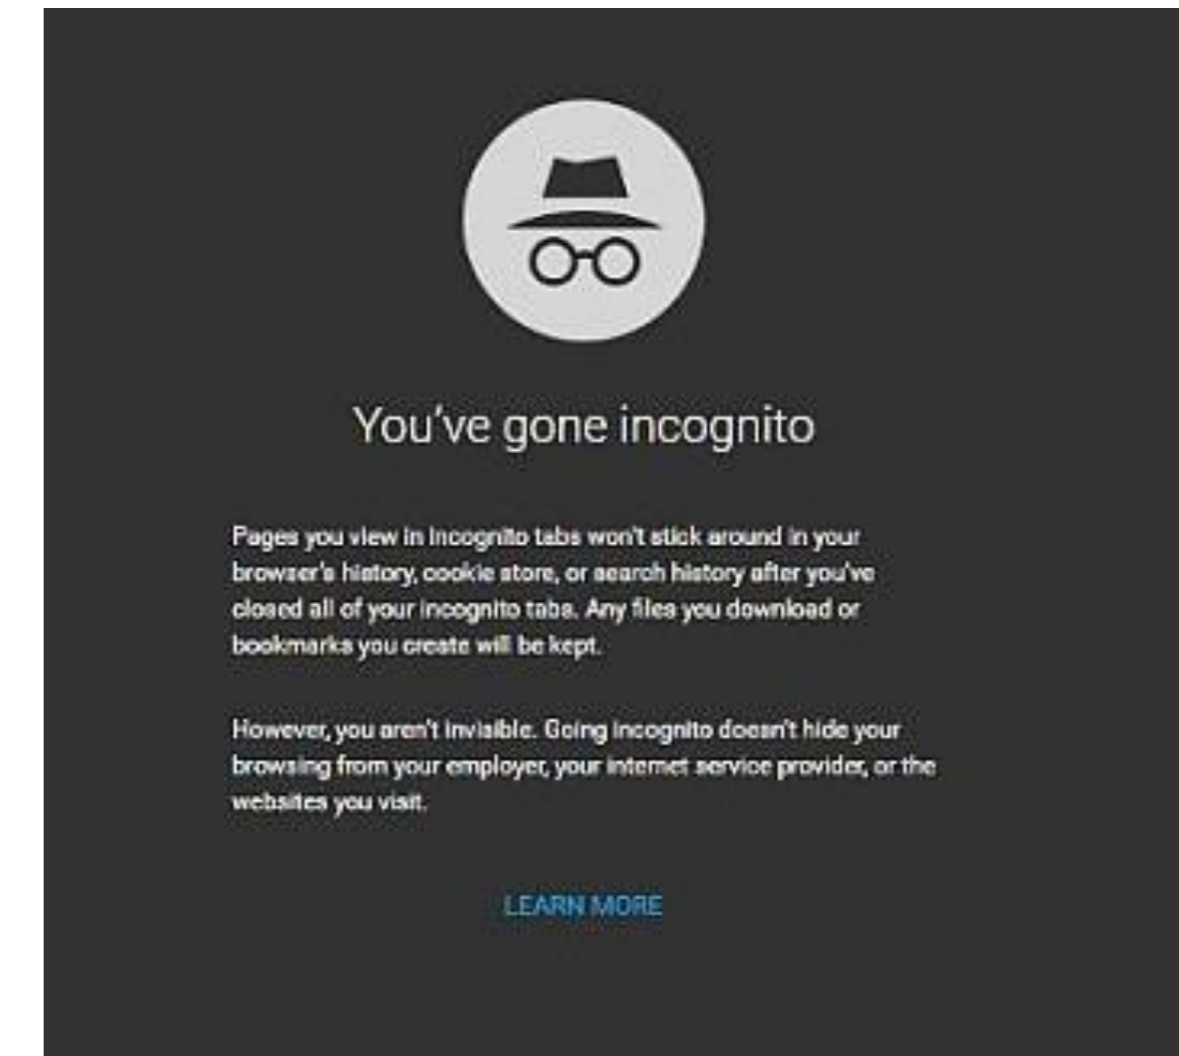 You've gone incognito
Pages you view in incognito tabs won't stick around in your
browser's history, cookie store, or search history after you've
closed all of your incognito tabs. Any files you download or
bookmarks you create will be kept.
However, you aren't invisible. Going incognito doesn't hide your
browsing from your employer, your internet service provider, or the
websites you visit.
LEARN MORE